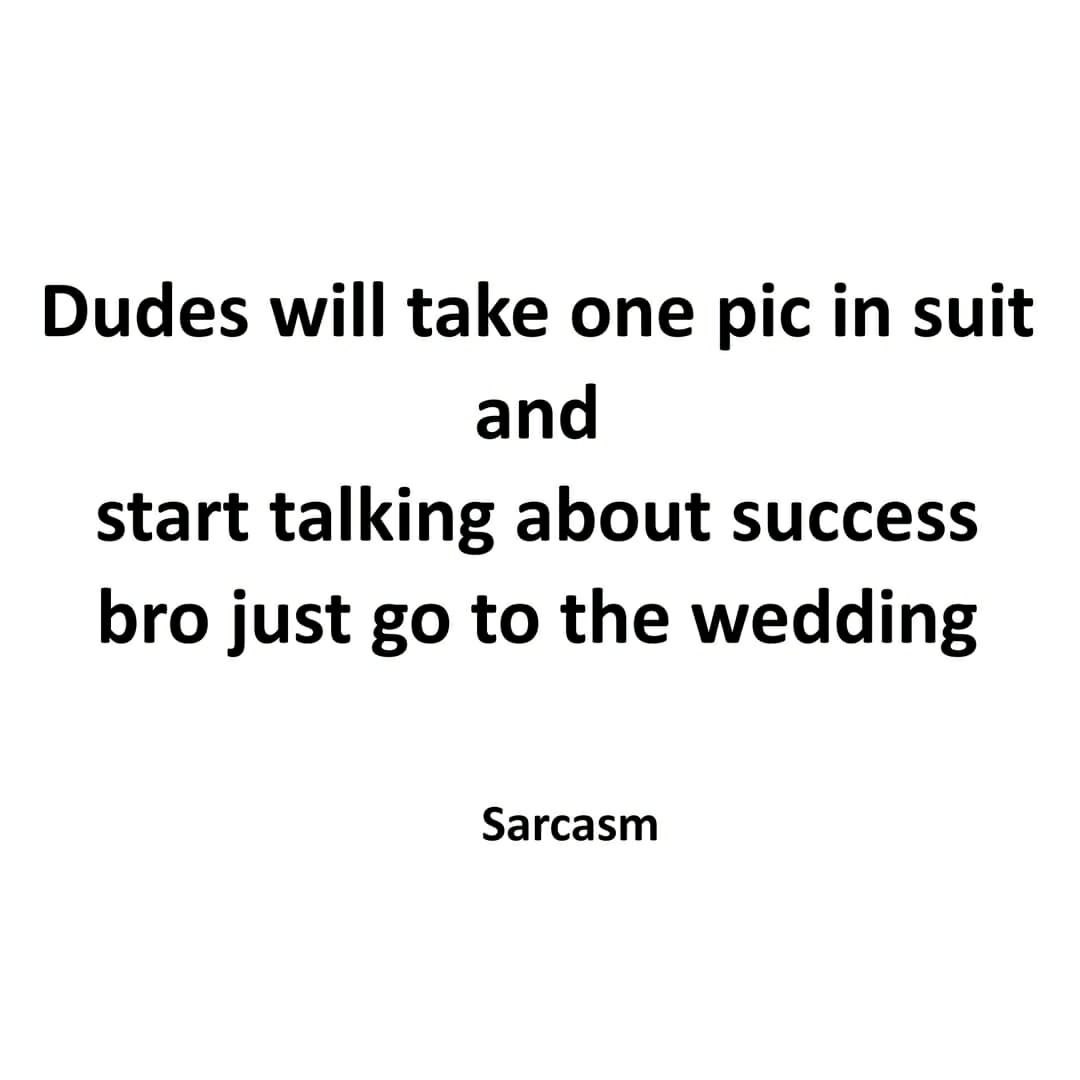 Dudes will take one pic in suit
and
start talking about success
bro just go to the wedding
Sarcasm